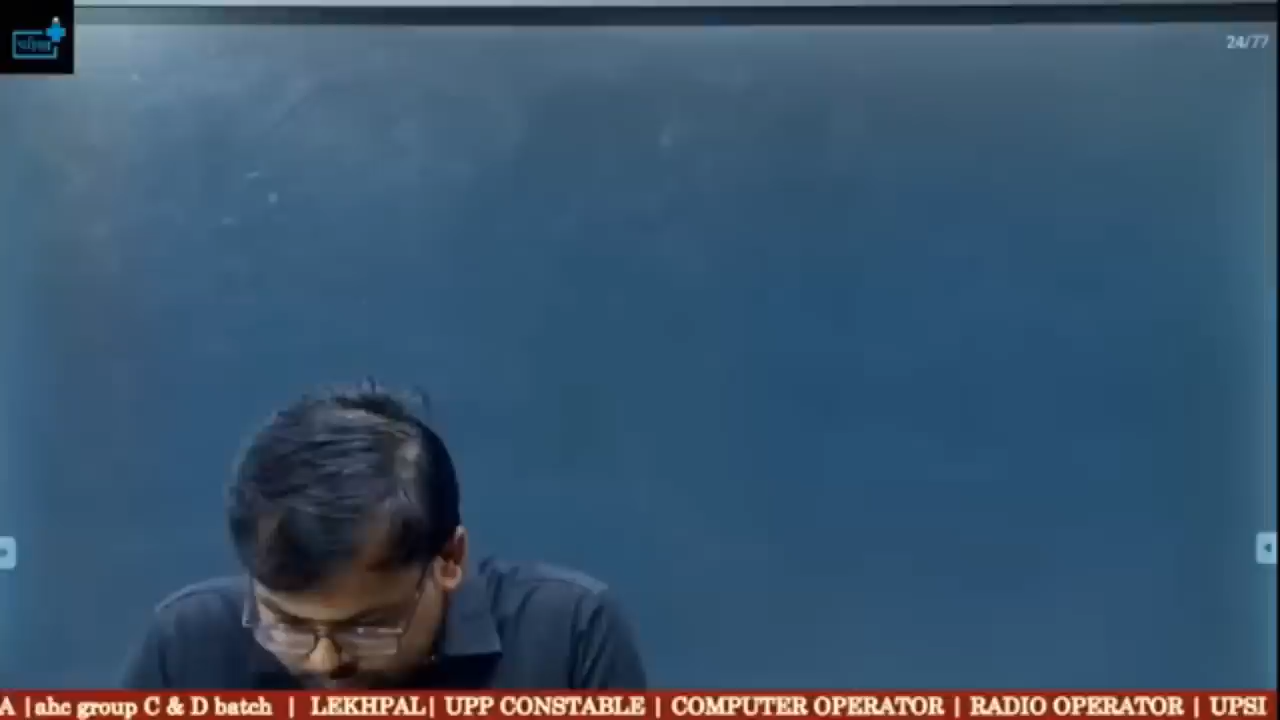 24/77
A | ahc group C & D batch | LEKHPAL| UPP CONSTABLE | COMPUTER OPERATOR | RADIO OPERATOR | UPSI